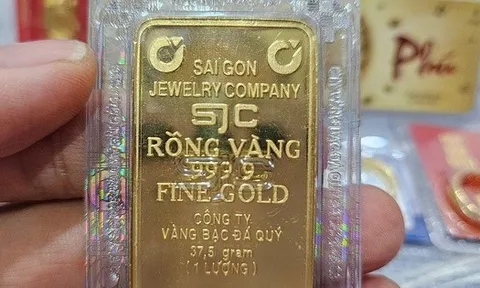 SAI GON
JEWELRY COMPANY
SJC
RỒNG VÀNG
999.9
FINE GOLD
CÔNG TY
VÀNG BẠC ĐÁ QUÝ
37,5 gram
(1 LƯỢNG)